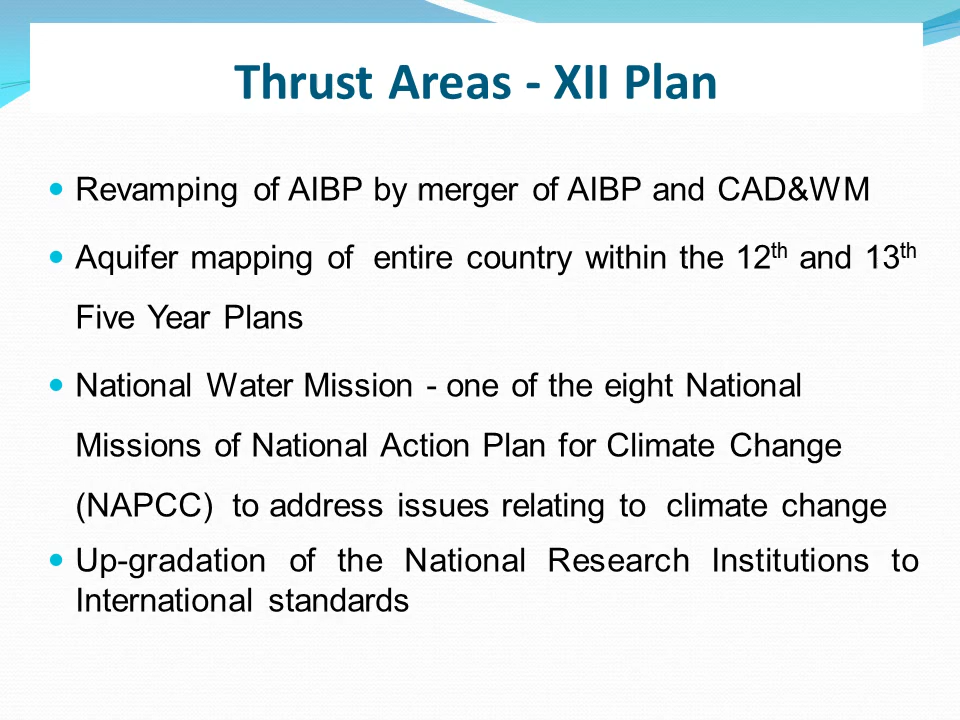 Thrust Areas - XII Plan
• Revamping of AIBP by merger of AIBP and CAD&WM
• Aquifer mapping of entire country within the 12th and 13th
Five Year Plans
• National Water Mission - one of the eight National
Missions of National Action Plan for Climate Change
(NAPCC) to address issues relating to climate change
• Up-gradation of the National Research Institutions to
International standards